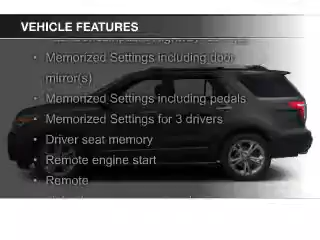 VEHICLE FEATURES
• Memorized Settings including door
mirror(s)
• Memorized Settings including pedals
• Memorized Settings for 3 drivers
• Driver seat memory
• Remote engine start
• Remote